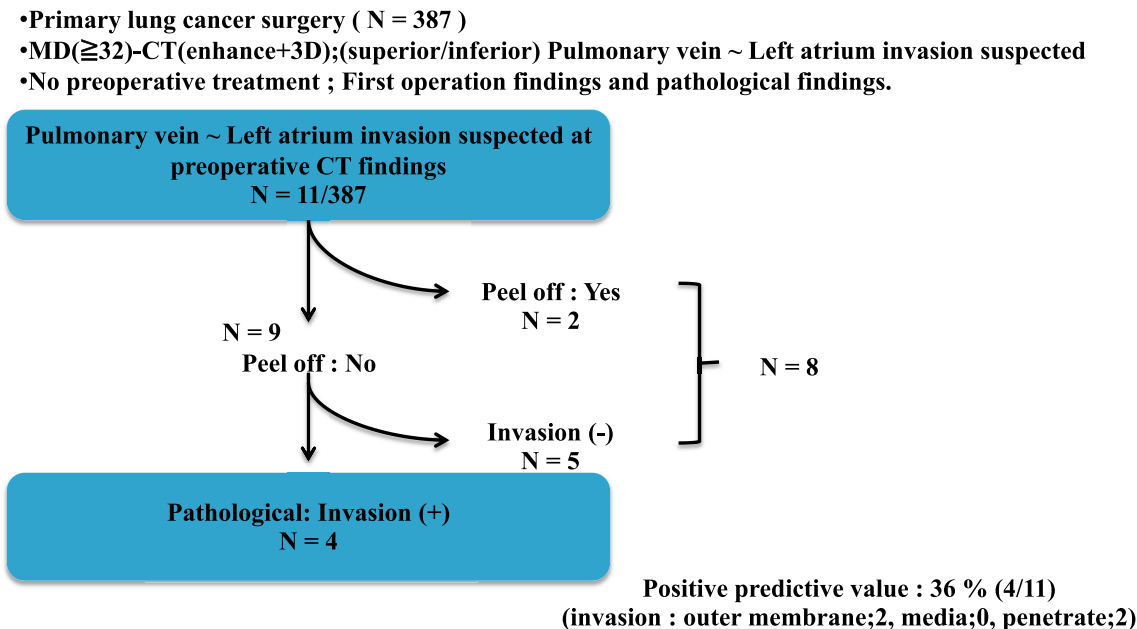 •Primary lung cancer surgery ( N = 387 )
•MD(≧32)-CT(enhance+3D);(superior/inferior) Pulmonary vein ~ Left atrium invasion suspected
•No preoperative treatment ; First operation findings and pathological findings.
Pulmonary vein ~ Left atrium invasion suspected at
preoperative CT findings
N = 11/387
Peel off : Yes
N = 2
N = 9
Peel off : No
N = 8
Invasion (-)
N = 5
Pathological: Invasion (+)
N = 4
Positive predictive value : 36 % (4/11)
(invasion : outer membrane;2, media;0, penetrate;2)